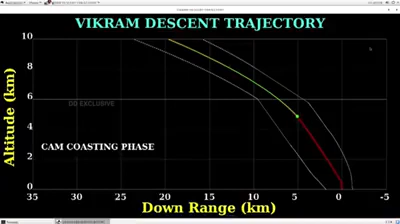 VIKRAM DESCENT TRAJECTORY
10
8
6
DD EXCLUSIVE
4
CAM COASTING PHASE
2
0
Altitude (km)
35 30 25 20 15 10 5 0 -5
Down Range (km)